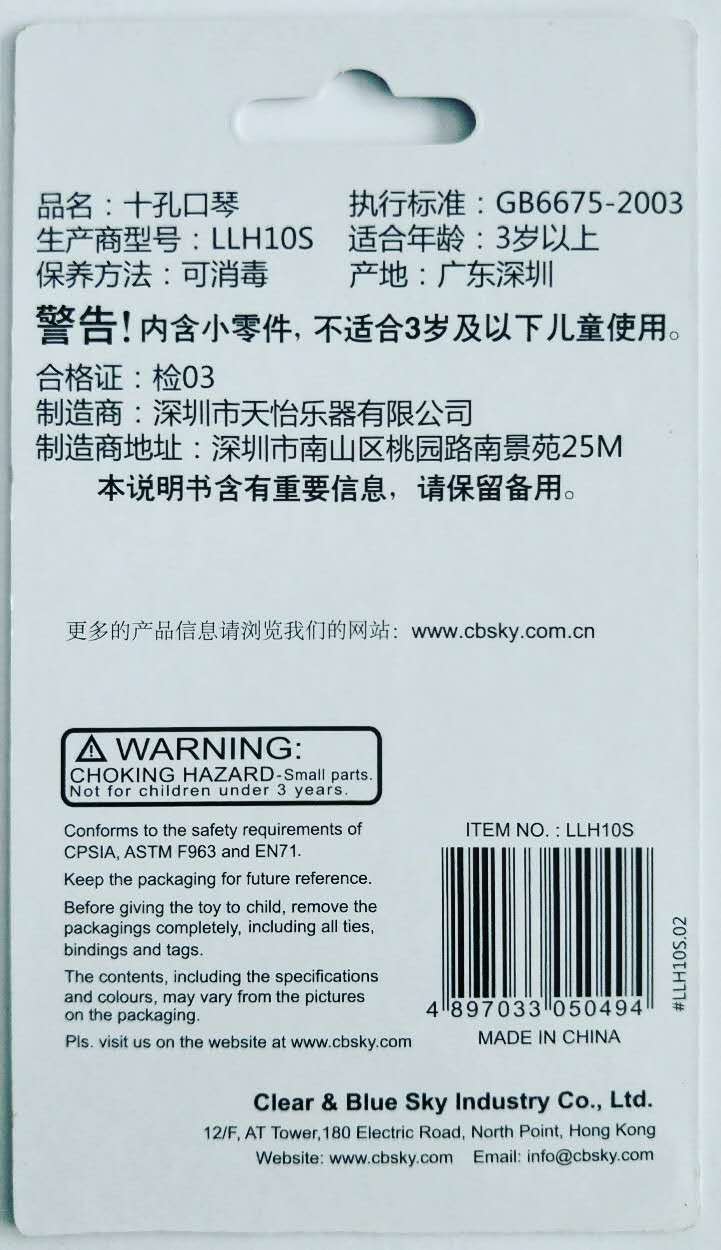 品名：十孔口琴 执行标准：GB6675-2003
生产商型号：LLH10S 适合年龄：3岁以上
保养方法：可消毒 产地：广东深圳
警告！内含小零件，不适合3岁及以下儿童使用。
合格证：检03
制造商：深圳市天怡乐器有限公司
制造商地址：深圳市南山区桃园路南景苑25M
本说明书含有重要信息，请保留备用。
更多的产品信息请浏览我们的网站：www.cbsky.com.cn
WARNING:
CHOKING HAZARD-Small parts.
Not for children under 3 years.
Conforms to the safety requirements of
CPSIA, ASTM F963 and EN71.
Keep the packaging for future reference.
Before giving the toy to child, remove the
packagings completely, including all ties,
bindings and tags.
The contents, including the specifications
and colours, may vary from the pictures
on the packaging.
Pls. visit us on the website at www.cbsky.com
ITEM NO. : LLH10S
4 897033 050494
#LLH10S.02
MADE IN CHINA
Clear & Blue Sky Industry Co., Ltd.
12/F, AT Tower,180 Electric Road, North Point, Hong Kong
Website: www.cbsky.com Email: info@cbsky.com